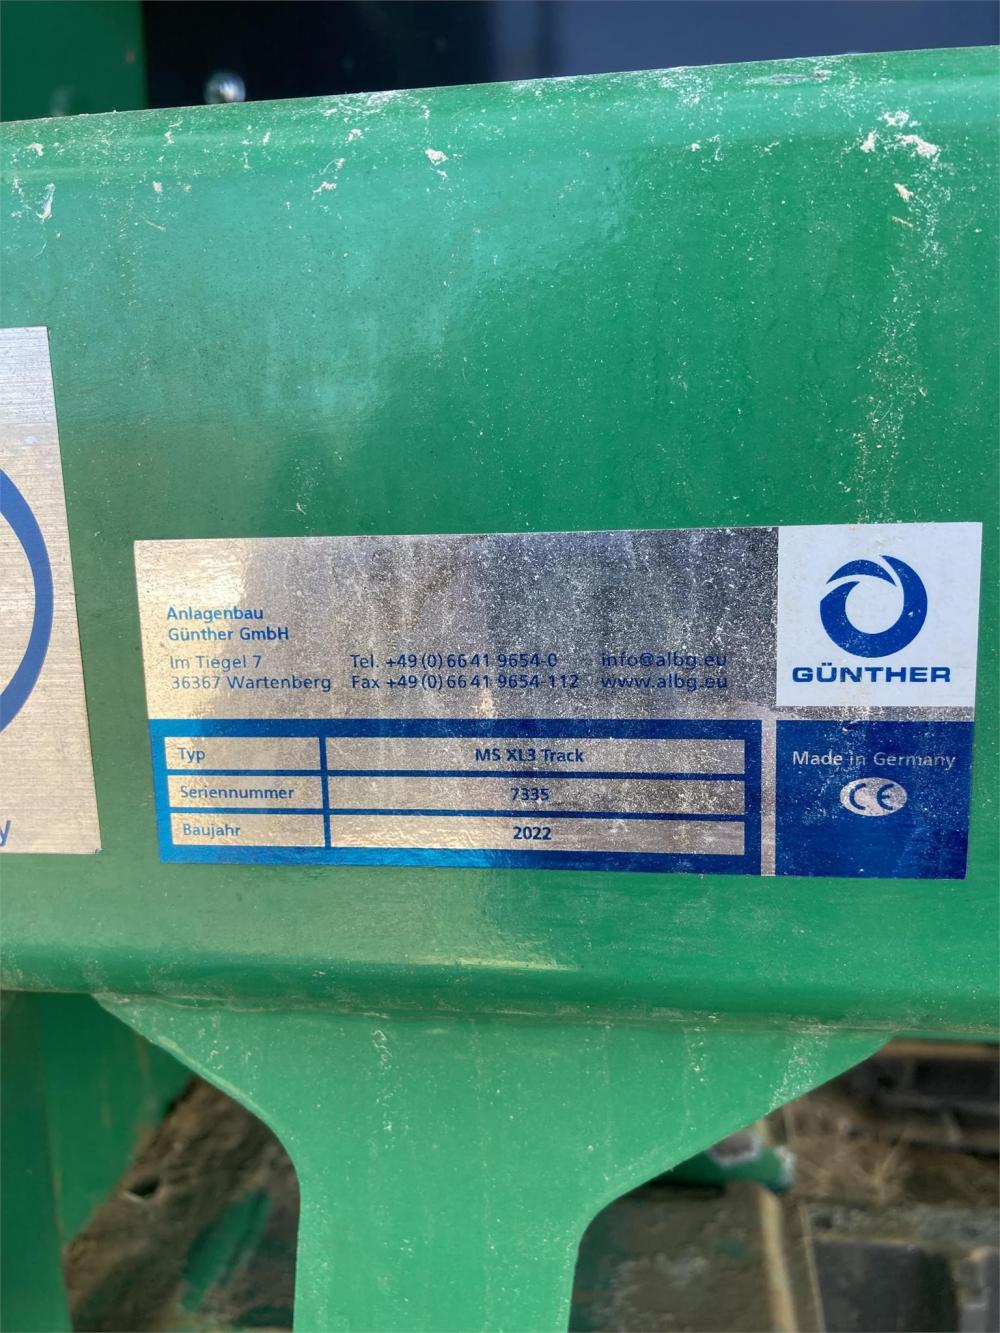 Anlagenbau
Günther GmbH
Im Tiegel 7 Tel. +49 (0) 66 41 9654-0 info@albg.eu
36367 Wartenberg Fax +49 (0) 66 41 9654-112 www.albg.eu
GÜNTHER
Typ MS XL3 Track
Seriennummer 7335
Baujahr 2022
Made in Germany
CE
y